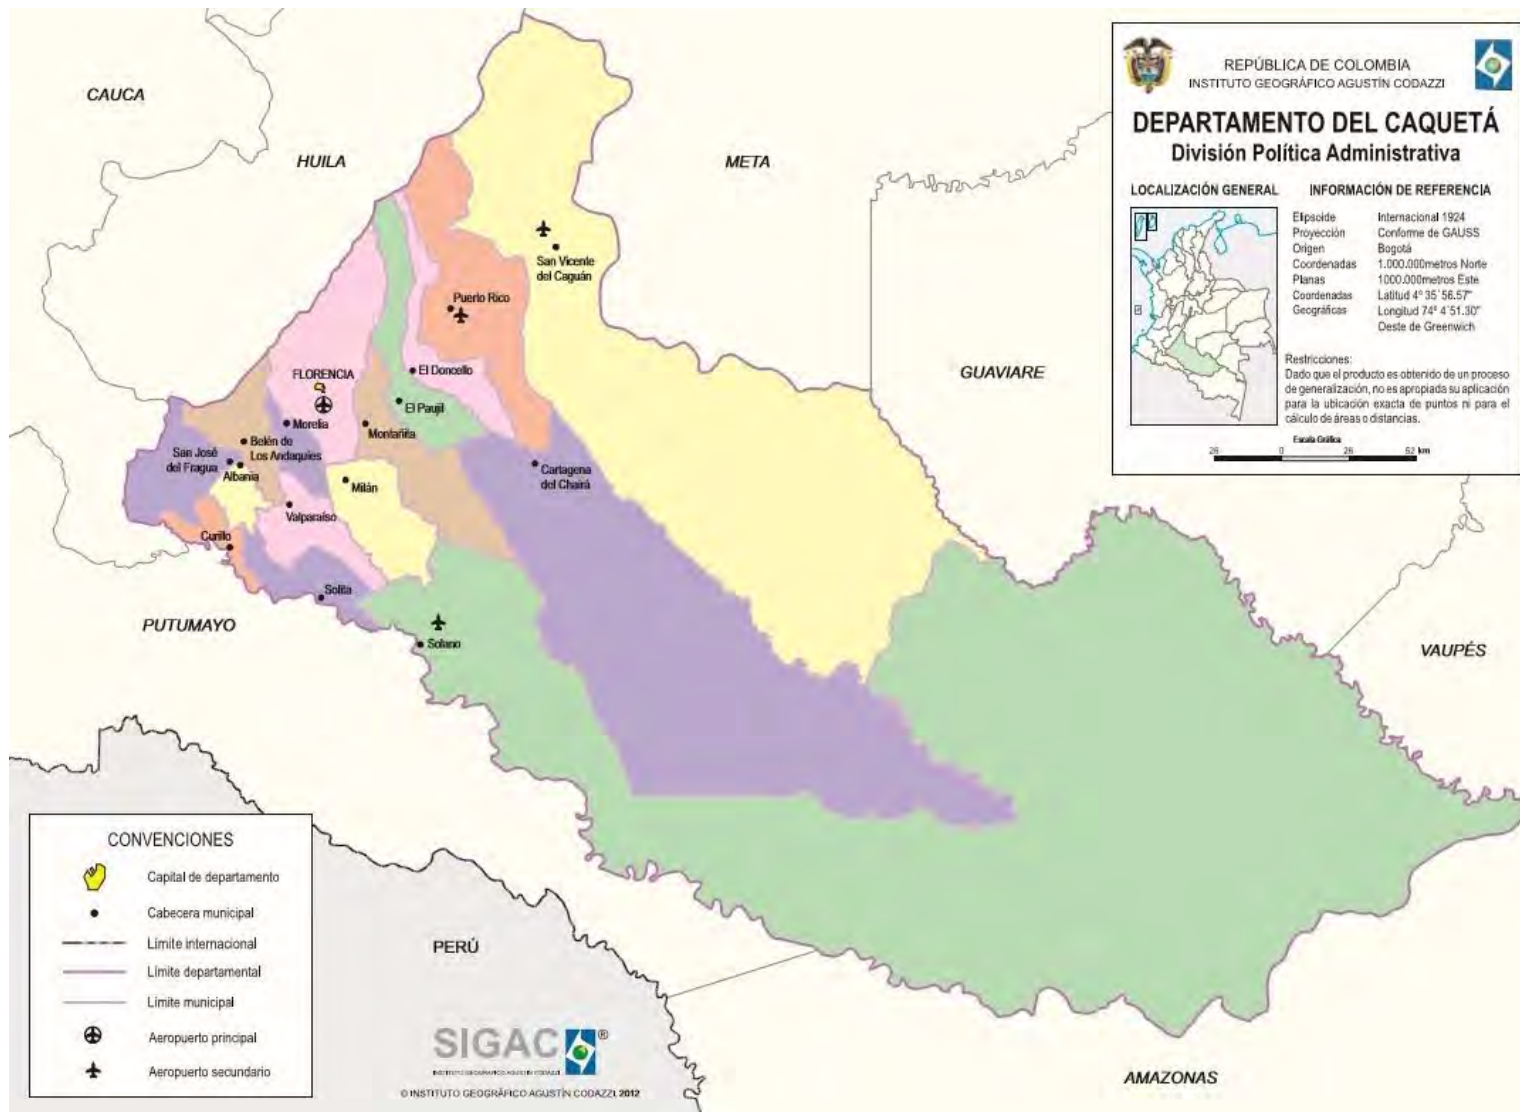 CAUCA
HUILA
META
GUAVIARE
VAUPÉS
PUTUMAYO
PERÚ
AMAZONAS
San Vicente
del Caguán
Puerto Rico
El Doncello
FLORENCIA
El Paujil
Morelia
Montañita
Belén de
Los Andaquíes
San José
del Fragua
Albania
Cartagena
del Chairá
Milán
Valparaíso
Curillo
Solita
Solano
REPÚBLICA DE COLOMBIA
INSTITUTO GEOGRÁFICO AGUSTÍN CODAZZI
DEPARTAMENTO DEL CAQUETÁ
División Política Administrativa
LOCALIZACIÓN GENERAL
INFORMACIÓN DE REFERENCIA
Elipsoide Internacional 1924
Proyección Conforme de GAUSS
Origen Bogotá
Coordenadas 1.000.000metros Norte
Planas 1000.000metros Este
Coordenadas Latitud 4º 35´56.57"
Geográficas Longitud 74º 4´51.30"
Oeste de Greenwich
Restricciones:
Dado que el producto es obtenido de un proceso
de generalización, no es apropiada su aplicación
para la ubicación exacta de puntos ni para el
cálculo de áreas o distancias.
Escala Gráfica
26 0 26 52 km
CONVENCIONES
Capital de departamento
Cabecera municipal
Límite internacional
Límite departamental
Límite municipal
Aeropuerto principal
Aeropuerto secundario
SIGAC®
INSTITUTO GEOGRÁFICO AGUSTÍN CODAZZI
© INSTITUTO GEOGRÁFICO AGUSTÍN CODAZZI 2012